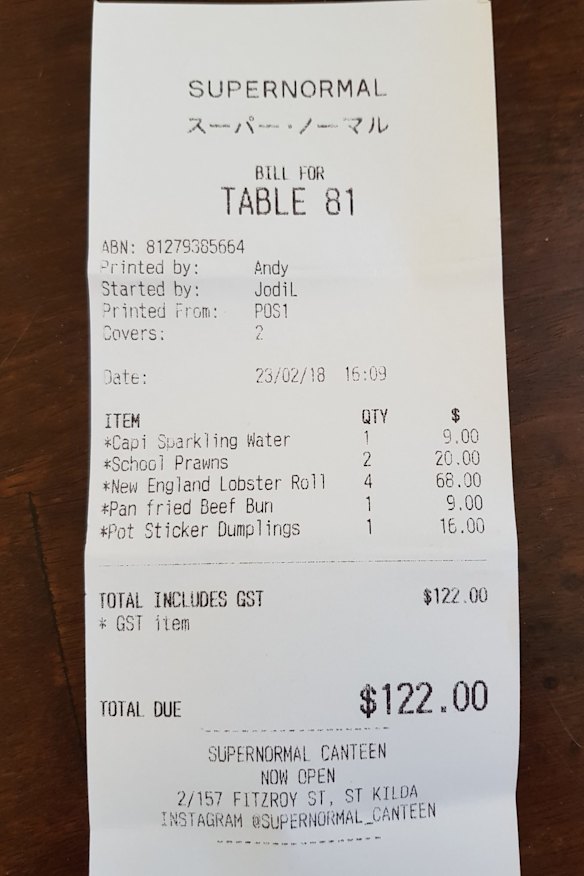 SUPERNORMAL
スーパー・ノーマル
BILL FOR
TABLE 81
ABN: 81279385664
Printed by: Andy
Started by: JodiL
Printed From: POS1
Covers: 2
Date: 23/02/18 16:09
ITEM QTY $
*Capi Sparkling Water 1 9.00
*School Prawns 2 20.00
*New England Lobster Roll 4 68.00
*Pan fried Beef Bun 1 9.00
*Pot Sticker Dumplings 1 16.00
TOTAL INCLUDES GST $122.00
* GST item
TOTAL DUE $122.00
SUPERNORMAL CANTEEN
NOW OPEN
2/157 FITZROY ST, ST KILDA
INSTAGRAM @SUPERNORMAL_CANTEEN